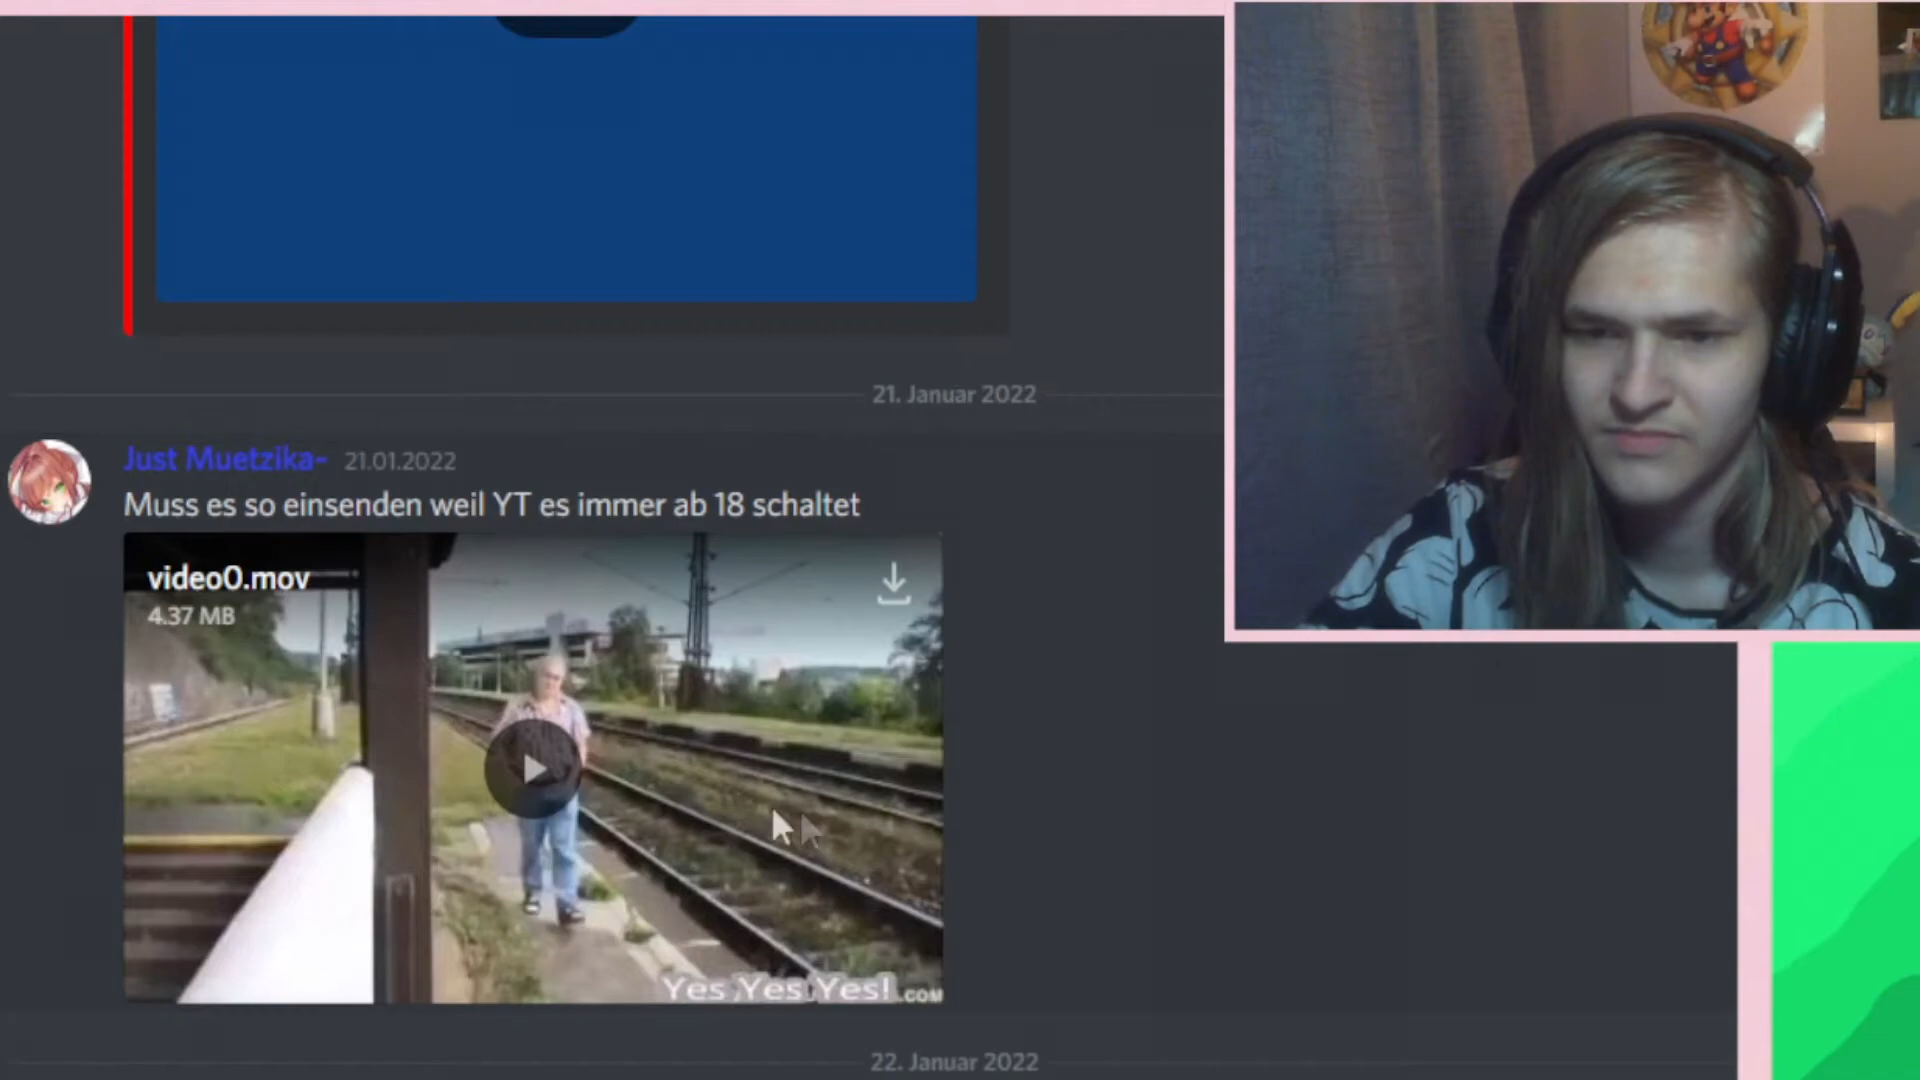 21. Januar 2022
Just Muetzika- 21.01.2022
Muss es so einsenden weil YT es immer ab 18 schaltet
video0.mov
4.37 MB
Yes Yes Yes! .COM
22. Januar 2022